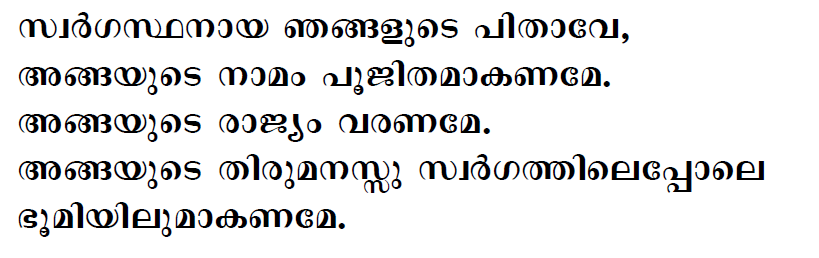 സ്വർഗസ്ഥനായ ഞങ്ങളുടെ പിതാവേ,
അങ്ങയുടെ നാമം പൂജിതമാകണമേ.
അങ്ങയുടെ രാജ്യം വരണമേ.
അങ്ങയുടെ തിരുമനസ്സു സ്വർഗത്തിലെപ്പോലെ
ഭൂമിയിലുമാകണമേ.